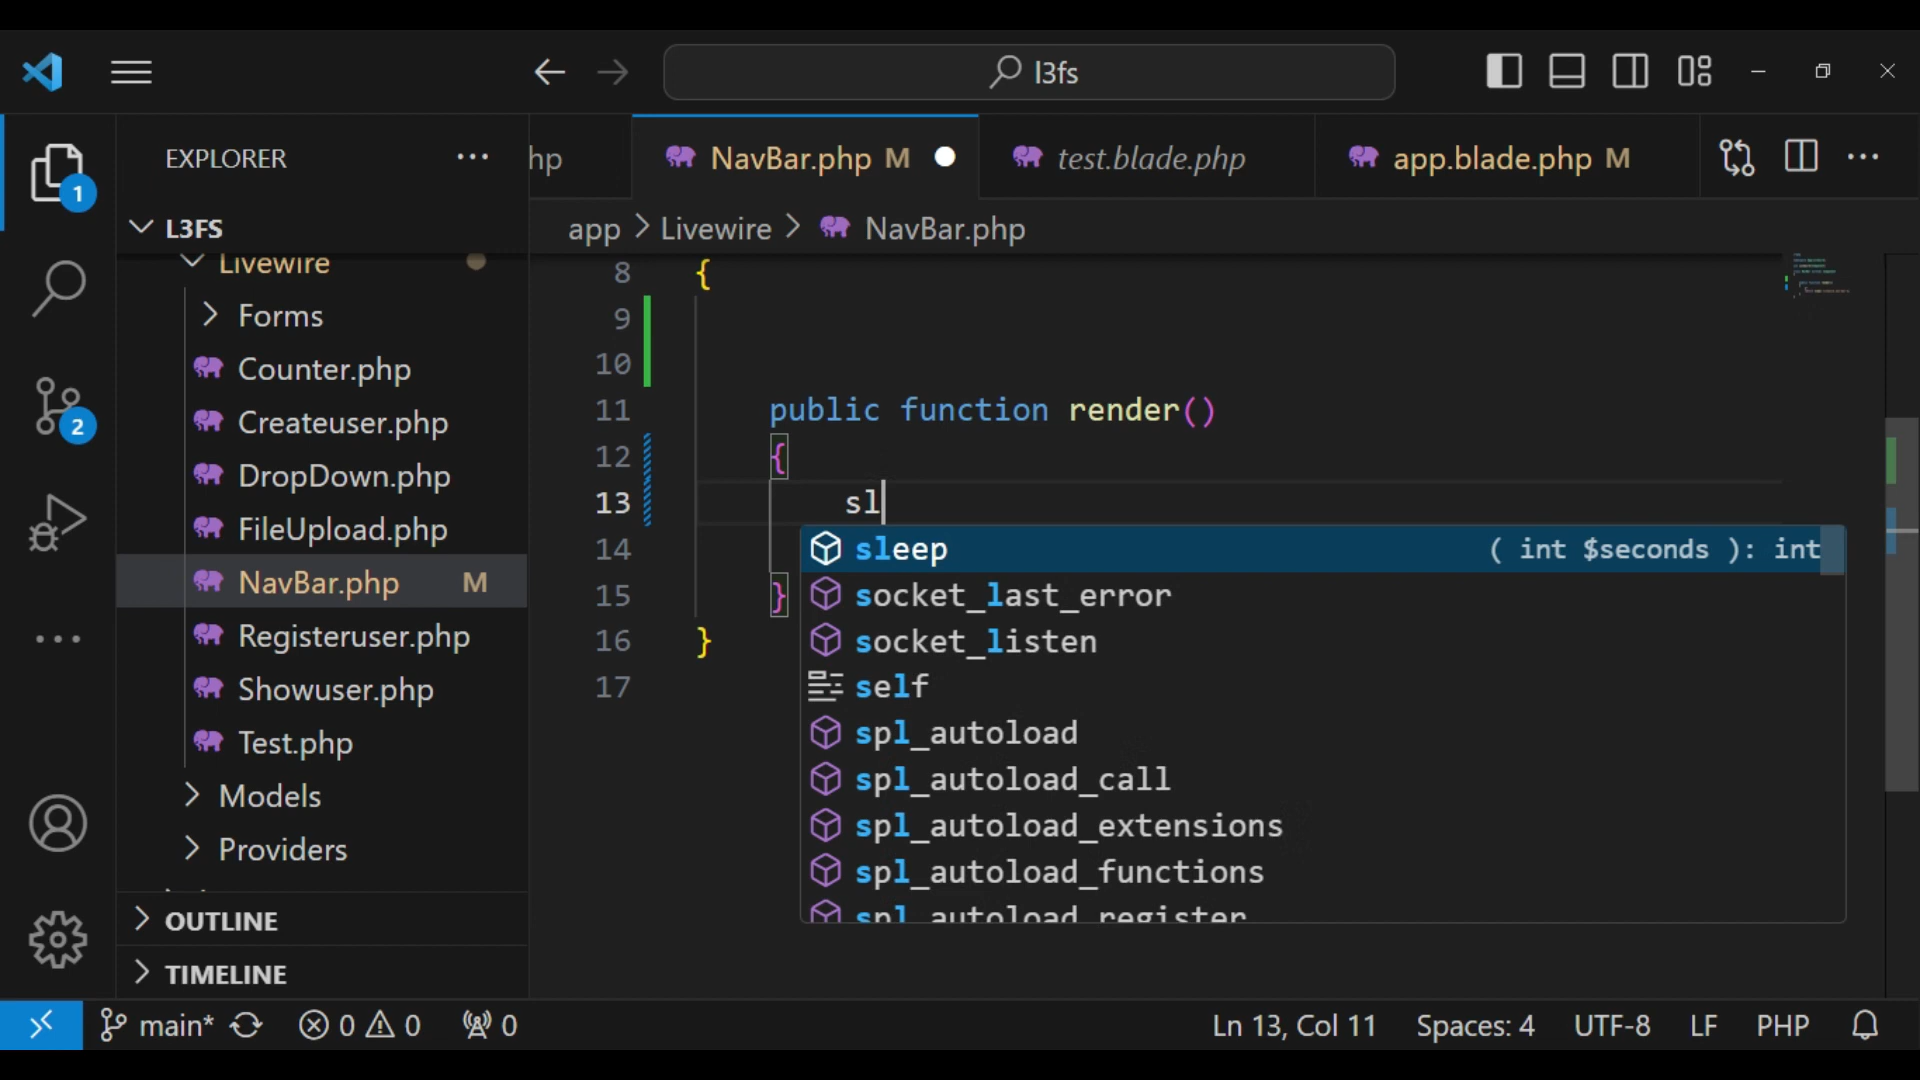 l3fs
EXPLORER
hp
NavBar.php M
test.blade.php
app.blade.php M
1
L3FS
app > Livewire > NavBar.php
Livewire
Forms
Counter.php
Createuser.php
DropDown.php
FileUpload.php
NavBar.php M
Registeruser.php
Showuser.php
Test.php
Models
Providers
2
OUTLINE
TIMELINE
8 {
9
10
11 public function render()
12 {
13 sl
14
15 }
16 }
17
sleep ( int $seconds ): int
socket_last_error
socket_listen
self
spl_autoload
spl_autoload_call
spl_autoload_extensions
spl_autoload_functions
spl_autoload_register
main* 0 0 0
Ln 13, Col 11 Spaces: 4 UTF-8 LF PHP